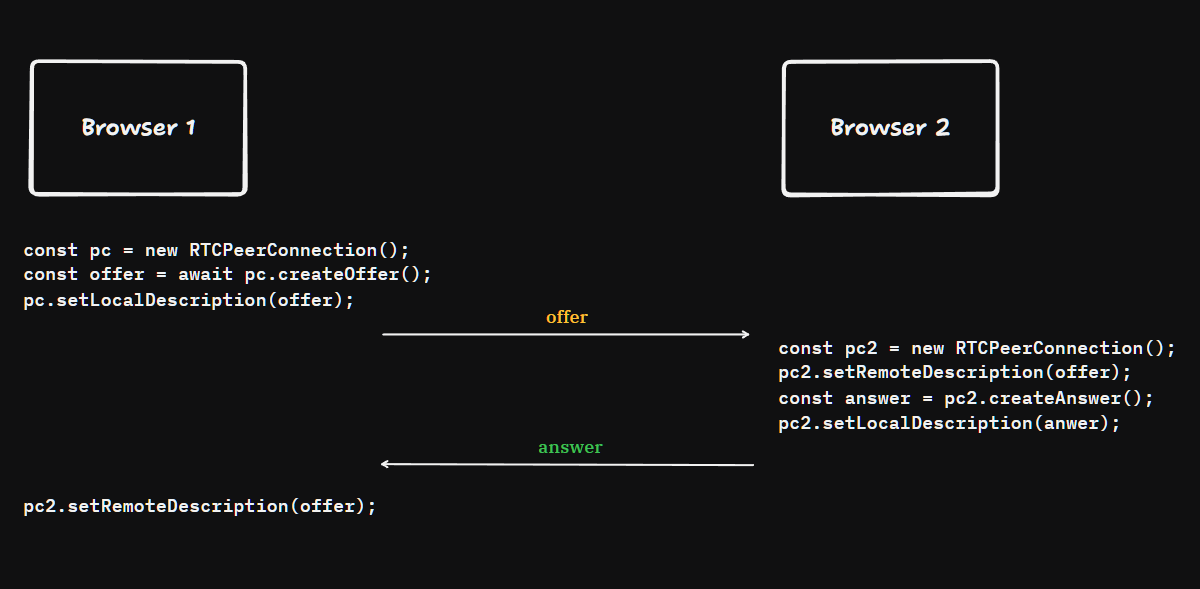 Browser 1
Browser 2
const pc = new RTCPeerConnection();
const offer = await pc.createOffer();
pc.setLocalDescription(offer);
offer
const pc2 = new RTCPeerConnection();
pc2.setRemoteDescription(offer);
const answer = pc2.createAnswer();
pc2.setLocalDescription(anwer);
answer
pc2.setRemoteDescription(offer);